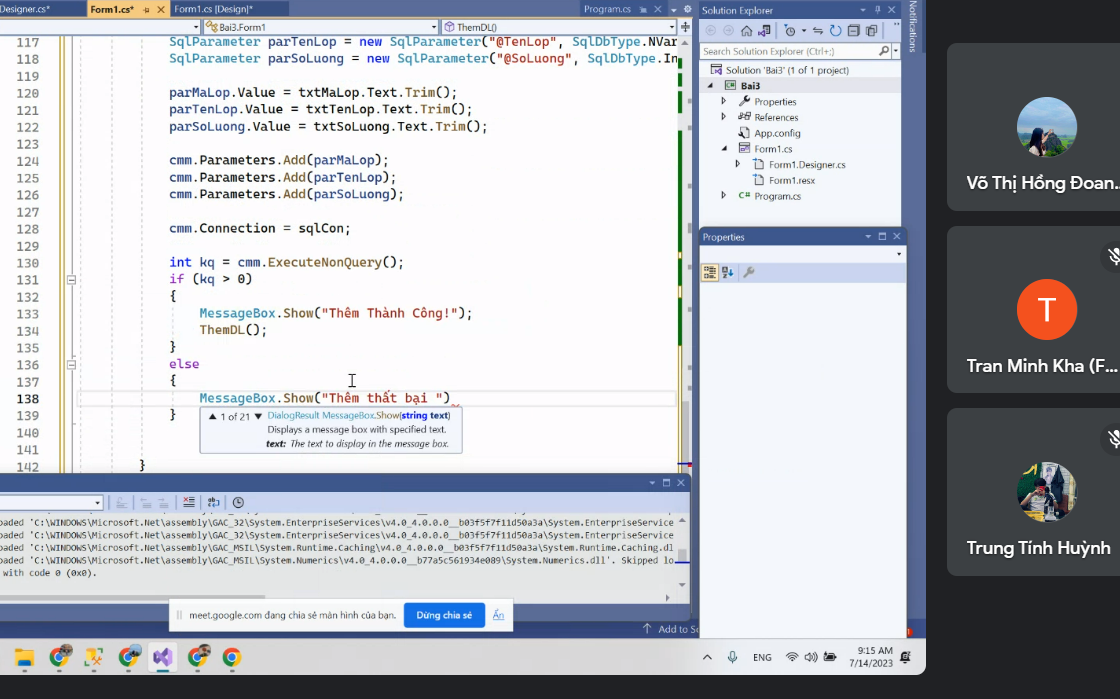 Designer.cs*
Form1.cs*
Form1.cs [Design]*
Program.cs
Bai3.Form1
ThemDL()
117 SqlParameter parTenLop = new SqlParameter("@TenLop", SqlDbType.NVar
118 SqlParameter parSoLuong = new SqlParameter("@SoLuong", SqlDbType.In
119
120 parMaLop.Value = txtMaLop.Text.Trim();
121 parTenLop.Value = txtTenLop.Text.Trim();
122 parSoLuong.Value = txtSoLuong.Text.Trim();
123
124 cmm.Parameters.Add(parMaLop);
125 cmm.Parameters.Add(parTenLop);
126 cmm.Parameters.Add(parSoLuong);
127
128 cmm.Connection = sqlCon;
129
130 int kq = cmm.ExecuteNonQuery();
131 if (kq > 0)
132 {
133 MessageBox.Show("Thêm Thành Công!");
134 ThemDL();
135 }
136 else
137 {
138 MessageBox.Show("Thêm thất bại ")
139 }
140
141
142 }
▲ 1 of 21 ▼ DialogResult MessageBox.Show(string text)
Displays a message box with specified text.
text: The text to display in the message box.
oaded 'C:\WINDOWS\Microsoft.Net\assembly\GAC_32\System.EnterpriseServices\v4.0_4.0.0.0__b03f5f7f11d50a3a\System.EnterpriseService
oaded 'C:\WINDOWS\Microsoft.Net\assembly\GAC_32\System.EnterpriseServices\v4.0_4.0.0.0__b03f5f7f11d50a3a\System.EnterpriseService
oaded 'C:\WINDOWS\Microsoft.Net\assembly\GAC_MSIL\System.Runtime.Caching\v4.0_4.0.0.0__b03f5f7f11d50a3a\System.Runtime.Caching.dl
oaded 'C:\WINDOWS\Microsoft.Net\assembly\GAC_MSIL\System.Numerics\v4.0_4.0.0.0__b77a5c561934e089\System.Numerics.dll'. Skipped lo
with code 0 (0x0).
meet.google.com đang chia sẻ màn hình của bạn.
Dừng chia sẻ
Ẩn
Add to So
Solution Explorer
Search Solution Explorer (Ctrl+;)
Solution 'Bai3' (1 of 1 project)
Bai3
Properties
References
App.config
Form1.cs
Form1.Designer.cs
Form1.resx
Program.cs
Properties
Notifications
ENG
9:15 AM
7/14/2023
Võ Thị Hồng Đoan...
T
Tran Minh Kha (F...
Trung Tính Huỳnh